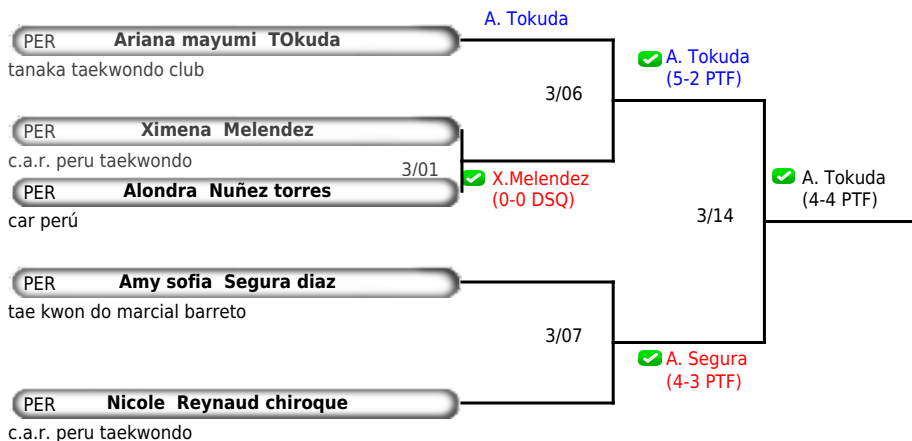 A. Tokuda
PER Ariana mayumi TOkuda
tanaka taekwondo club
A. Tokuda
(5-2 PTF)
3/06
PER Ximena Melendez
c.a.r. peru taekwondo
3/01
X.Melendez
(0-0 DSQ)
PER Alondra Nuñez torres
car perú
A. Tokuda
(4-4 PTF)
3/14
PER Amy sofia Segura diaz
tae kwon do marcial barreto
3/07
A. Segura
(4-3 PTF)
PER Nicole Reynaud chiroque
c.a.r. peru taekwondo